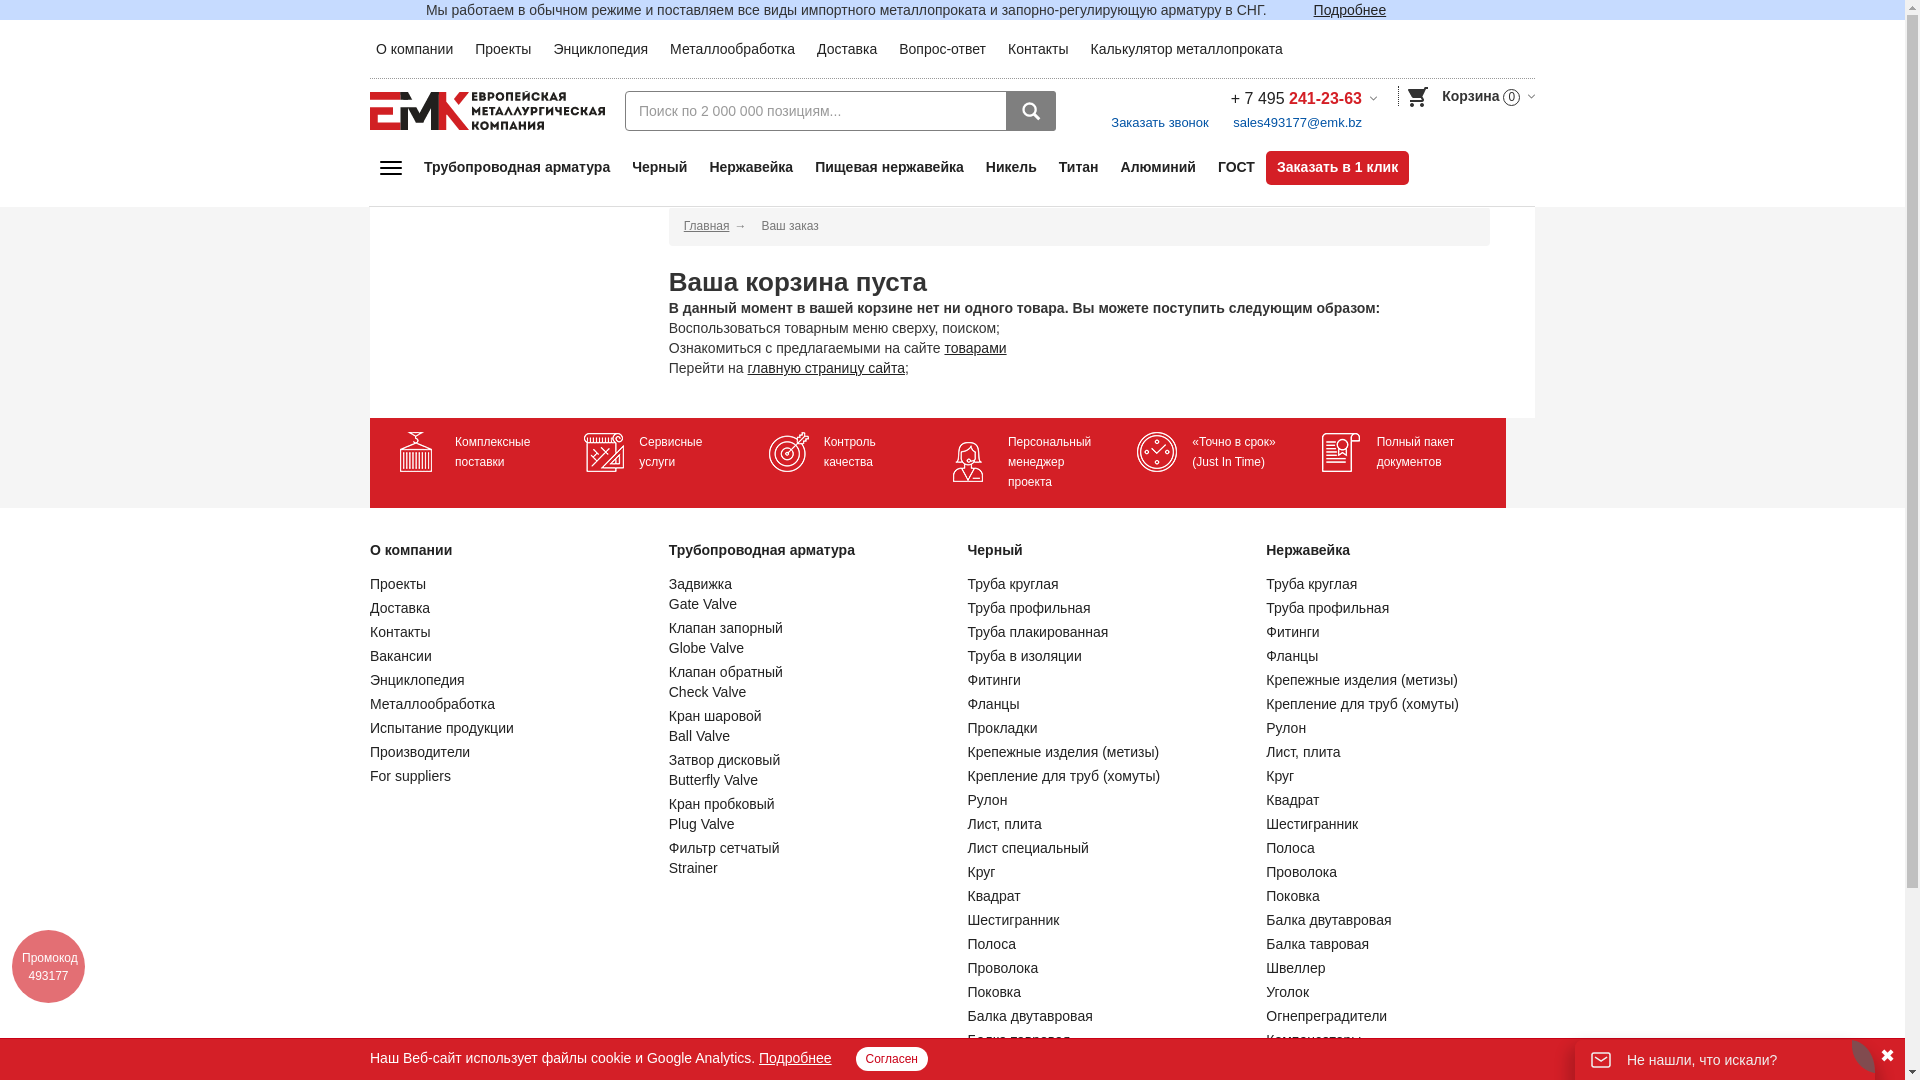 Мы работаем в обычном режиме и поставляем все виды импортного металлопроката и запорно-регулирующую арматуру в СНГ. Подробнее
О компании Проекты Энциклопедия Металлообработка Доставка Вопрос-ответ Контакты Калькулятор металлопроката
ЕМК ЕВРОПЕЙСКАЯ
МЕТАЛЛУРГИЧЕСКАЯ
КОМПАНИЯ
Поиск по 2 000 000 позициям...
+ 7 495 241-23-63
Корзина 0
Заказать звонок sales493177@emk.bz
Трубопроводная арматура Черный Нержавейка Пищевая нержавейка Никель Титан Алюминий ГОСТ Заказать в 1 клик
Главная → Ваш заказ
Ваша корзина пуста
В данный момент в вашей корзине нет ни одного товара. Вы можете поступить следующим образом:
Воспользоваться товарным меню сверху, поиском;
Ознакомиться с предлагаемыми на сайте товарами
Перейти на главную страницу сайта;
Комплексные
поставки
Сервисные
услуги
Контроль
качества
Персональный
менеджер
проекта
«Точно в срок»
(Just In Time)
Полный пакет
документов
О компании
Проекты
Доставка
Контакты
Вакансии
Энциклопедия
Металлообработка
Испытание продукции
Производители
For suppliers
Трубопроводная арматура
Задвижка
Gate Valve
Клапан запорный
Globe Valve
Клапан обратный
Check Valve
Кран шаровой
Ball Valve
Затвор дисковый
Butterfly Valve
Кран пробковый
Plug Valve
Фильтр сетчатый
Strainer
Черный
Труба круглая
Труба профильная
Труба плакированная
Труба в изоляции
Фитинги
Фланцы
Прокладки
Крепежные изделия (метизы)
Крепление для труб (хомуты)
Рулон
Лист, плита
Лист специальный
Круг
Квадрат
Шестигранник
Полоса
Проволока
Поковка
Балка двутавровая
Балка тавровая
Нержавейка
Труба круглая
Труба профильная
Фитинги
Фланцы
Крепежные изделия (метизы)
Крепление для труб (хомуты)
Рулон
Лист, плита
Круг
Квадрат
Шестигранник
Полоса
Проволока
Поковка
Балка двутавровая
Балка тавровая
Швеллер
Уголок
Огнепреградители
Компенсаторы
Промокод
493177
Наш Веб-сайт использует файлы cookie и Google Analytics. Подробнее Согласен
Не нашли, что искали?